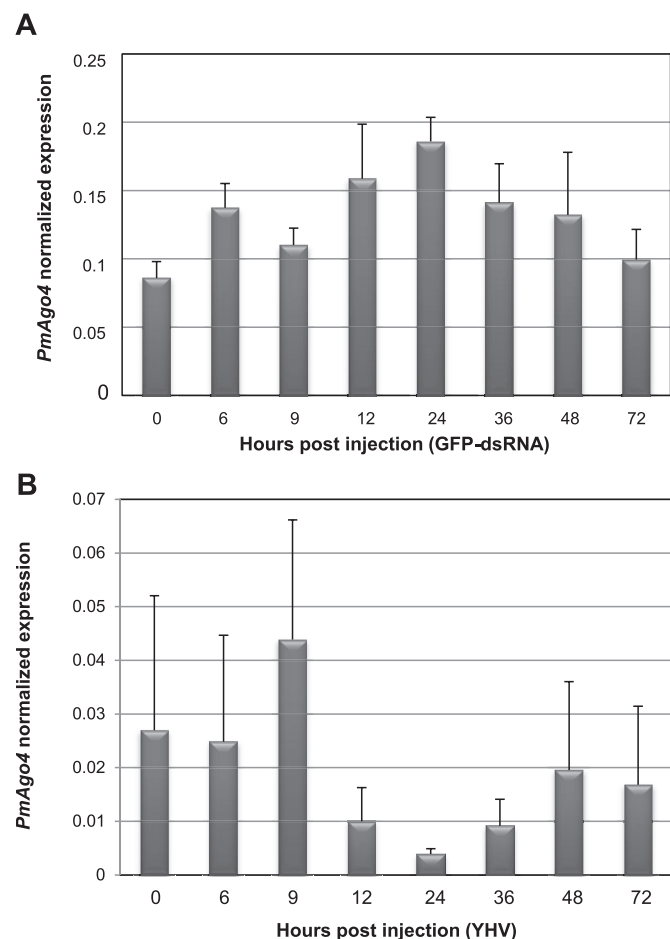 A
PmAgo4 normalized expression
0.25
0.2
0.15
0.1
0.05
0
0 6 9 12 24 36 48 72
Hours post injection (GFP-dsRNA)
B
PmAgo4 normalized expression
0.07
0.06
0.05
0.04
0.03
0.02
0.01
0
0 6 9 12 24 36 48 72
Hours post injection (YHV)